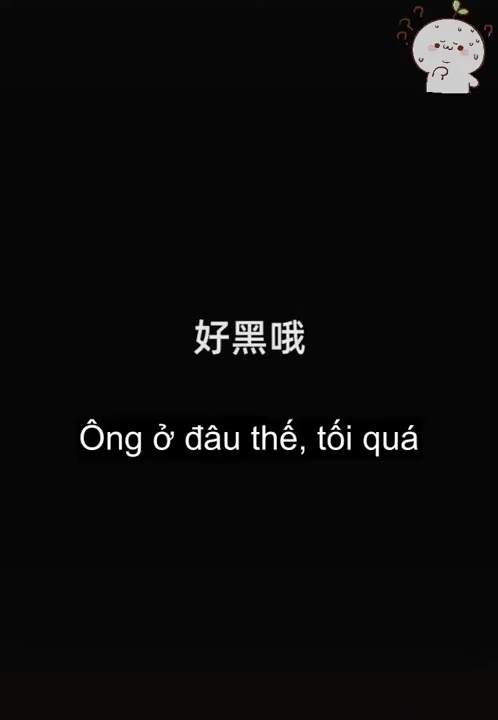 好黑哦
Ông ở đâu thế, tối quá